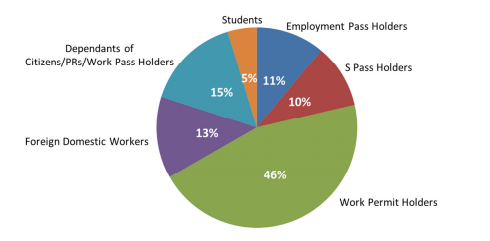 Students
Employment Pass Holders
Dependants of
Citizens/PRs/Work Pass Holders
S Pass Holders
5%
11%
15%
10%
13%
Foreign Domestic Workers
46%
Work Permit Holders